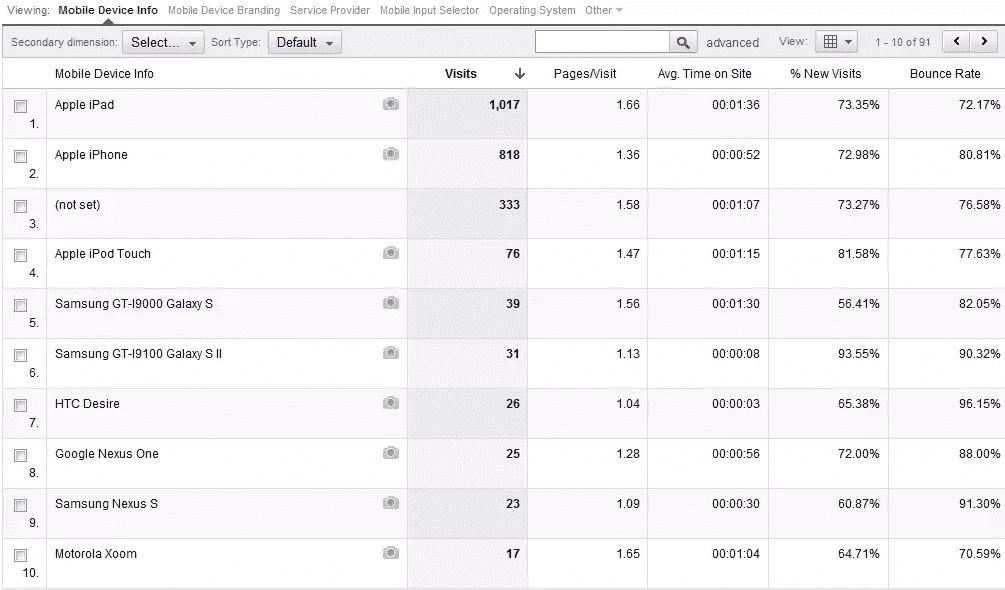 Viewing: Mobile Device Info Mobile Device Branding Service Provider Mobile Input Selector Operating System Other
Secondary dimension: Select... Sort Type: Default advanced View: 1 - 10 of 91
Mobile Device Info Visits Pages/Visit Avg. Time on Site % New Visits Bounce Rate
1. Apple iPad 1,017 1.66 00:01:36 73.35% 72.17%
2. Apple iPhone 818 1.36 00:00:52 72.98% 80.81%
3. (not set) 333 1.58 00:01:07 73.27% 76.58%
4. Apple iPod Touch 76 1.47 00:01:15 81.58% 77.63%
5. Samsung GT-I9000 Galaxy S 39 1.56 00:01:30 56.41% 82.05%
6. Samsung GT-I9100 Galaxy S II 31 1.13 00:00:08 93.55% 90.32%
7. HTC Desire 26 1.04 00:00:03 65.38% 96.15%
8. Google Nexus One 25 1.28 00:00:56 72.00% 88.00%
9. Samsung Nexus S 23 1.09 00:00:30 60.87% 91.30%
10. Motorola Xoom 17 1.65 00:01:04 64.71% 70.59%